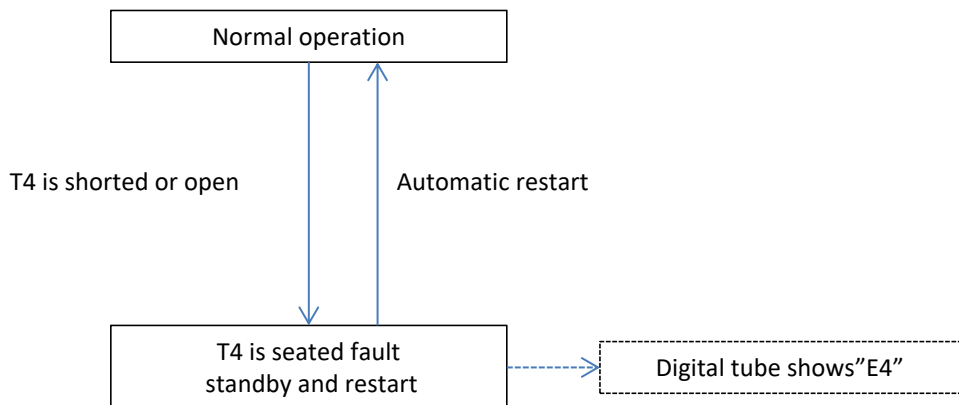 Normal operation
T4 is shorted or open
Automatic restart
T4 is seated fault
standby and restart
Digital tube shows”E4”